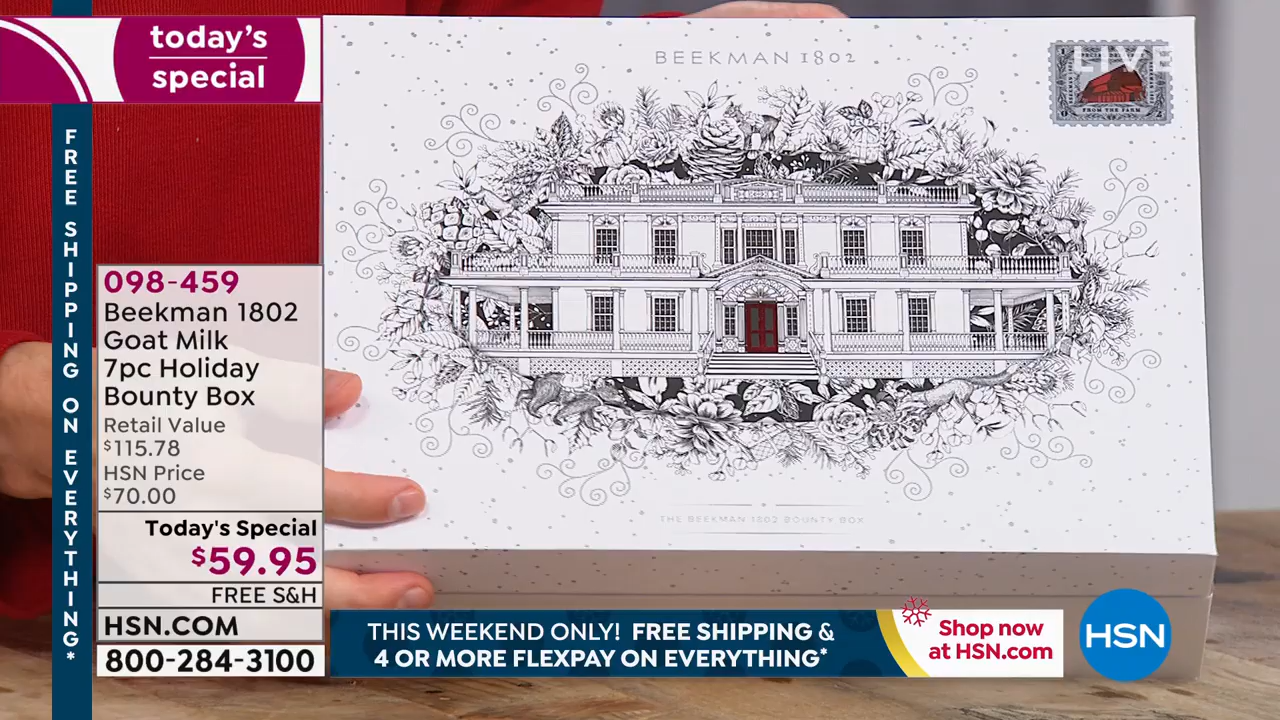 today's
special
FREE SHIPPING ON EVERYTHING*
098-459
Beekman 1802
Goat Milk
7pc Holiday
Bounty Box
Retail Value
$115.78
HSN Price
$70.00
Today's Special
$59.95
FREE S&H
HSN.COM
800-284-3100
BEEKMAN 1802
LIVE
FROM THE FARM
THE BEEKMAN 1802 BOUNTY BOX
THIS WEEKEND ONLY! FREE SHIPPING &
4 OR MORE FLEXPAY ON EVERYTHING*
Shop now
at HSN.com
HSN